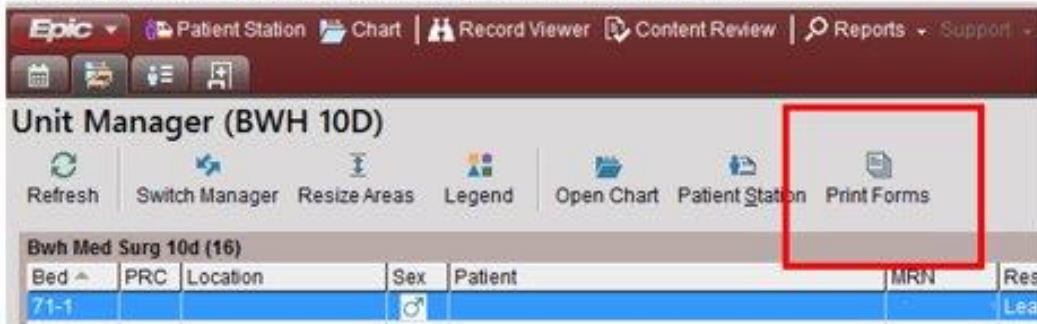 Epic Patient Station Chart Record Viewer Content Review Reports Support
Unit Manager (BWH 10D)
Refresh Switch Manager Resize Areas Legend Open Chart Patient Station Print Forms
Bwh Med Surg 10d (16)
Bed PRC Location Sex Patient MRN Res
71-1 Lea